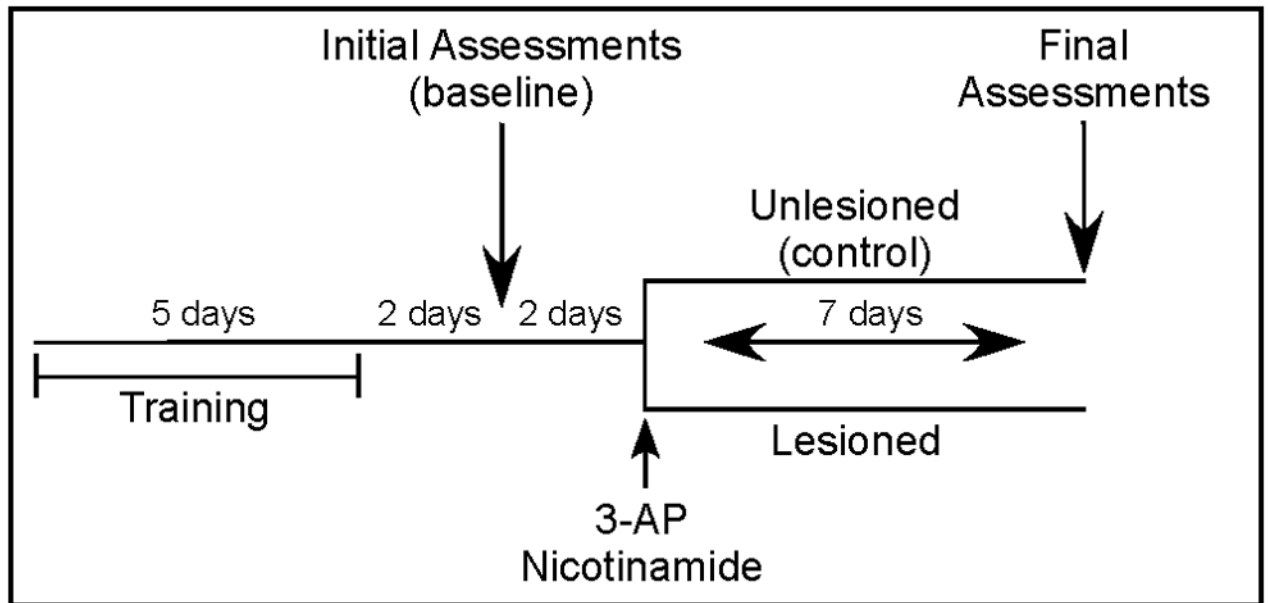 Initial Assessments
(baseline)
Final
Assessments
Unlesioned
(control)
5 days
2 days
2 days
7 days
Training
Lesioned
3-AP
Nicotinamide